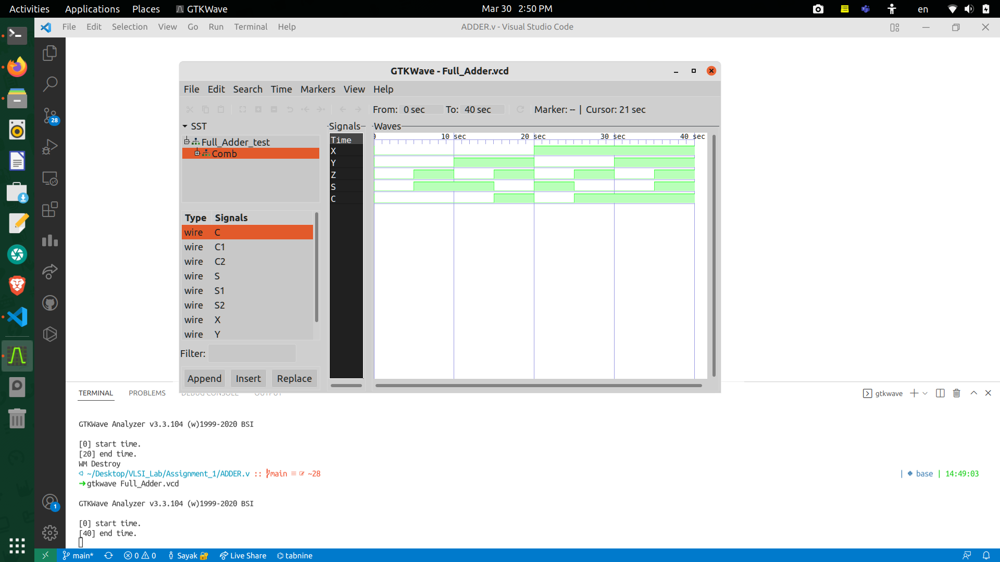 Activities Applications Places GTKWave Mar 30 2:50 PM en
File Edit Selection View Go Run Terminal Help ADDER.v - Visual Studio Code
GTKWave - Full_Adder.vcd
File Edit Search Time Markers View Help
From: 0 sec To: 40 sec Marker: -- | Cursor: 21 sec
SST
Full_Adder_test
Comb
Type Signals
wire C
wire C1
wire C2
wire S
wire S1
wire S2
wire X
wire Y
Filter:
Append Insert Replace
Signals
Time
X
Y
Z
S
C
Waves
0 10 sec 20 sec 30 sec 40 sec
28
TERMINAL PROBLEMS DEBUG CONSOLE OUTPUT gtkwave
GTKWave Analyzer v3.3.104 (w)1999-2020 BSI
[0] start time.
[20] end time.
WM Destroy
~/Desktop/VLSI_Lab/Assignment_1/ADDER.v :: main ≡ ~28 | base | 14:49:03
➜ gtkwave Full_Adder.vcd
GTKWave Analyzer v3.3.104 (w)1999-2020 BSI
[0] start time.
[40] end time.
1
main* 0 0 Sayak Live Share tabnine